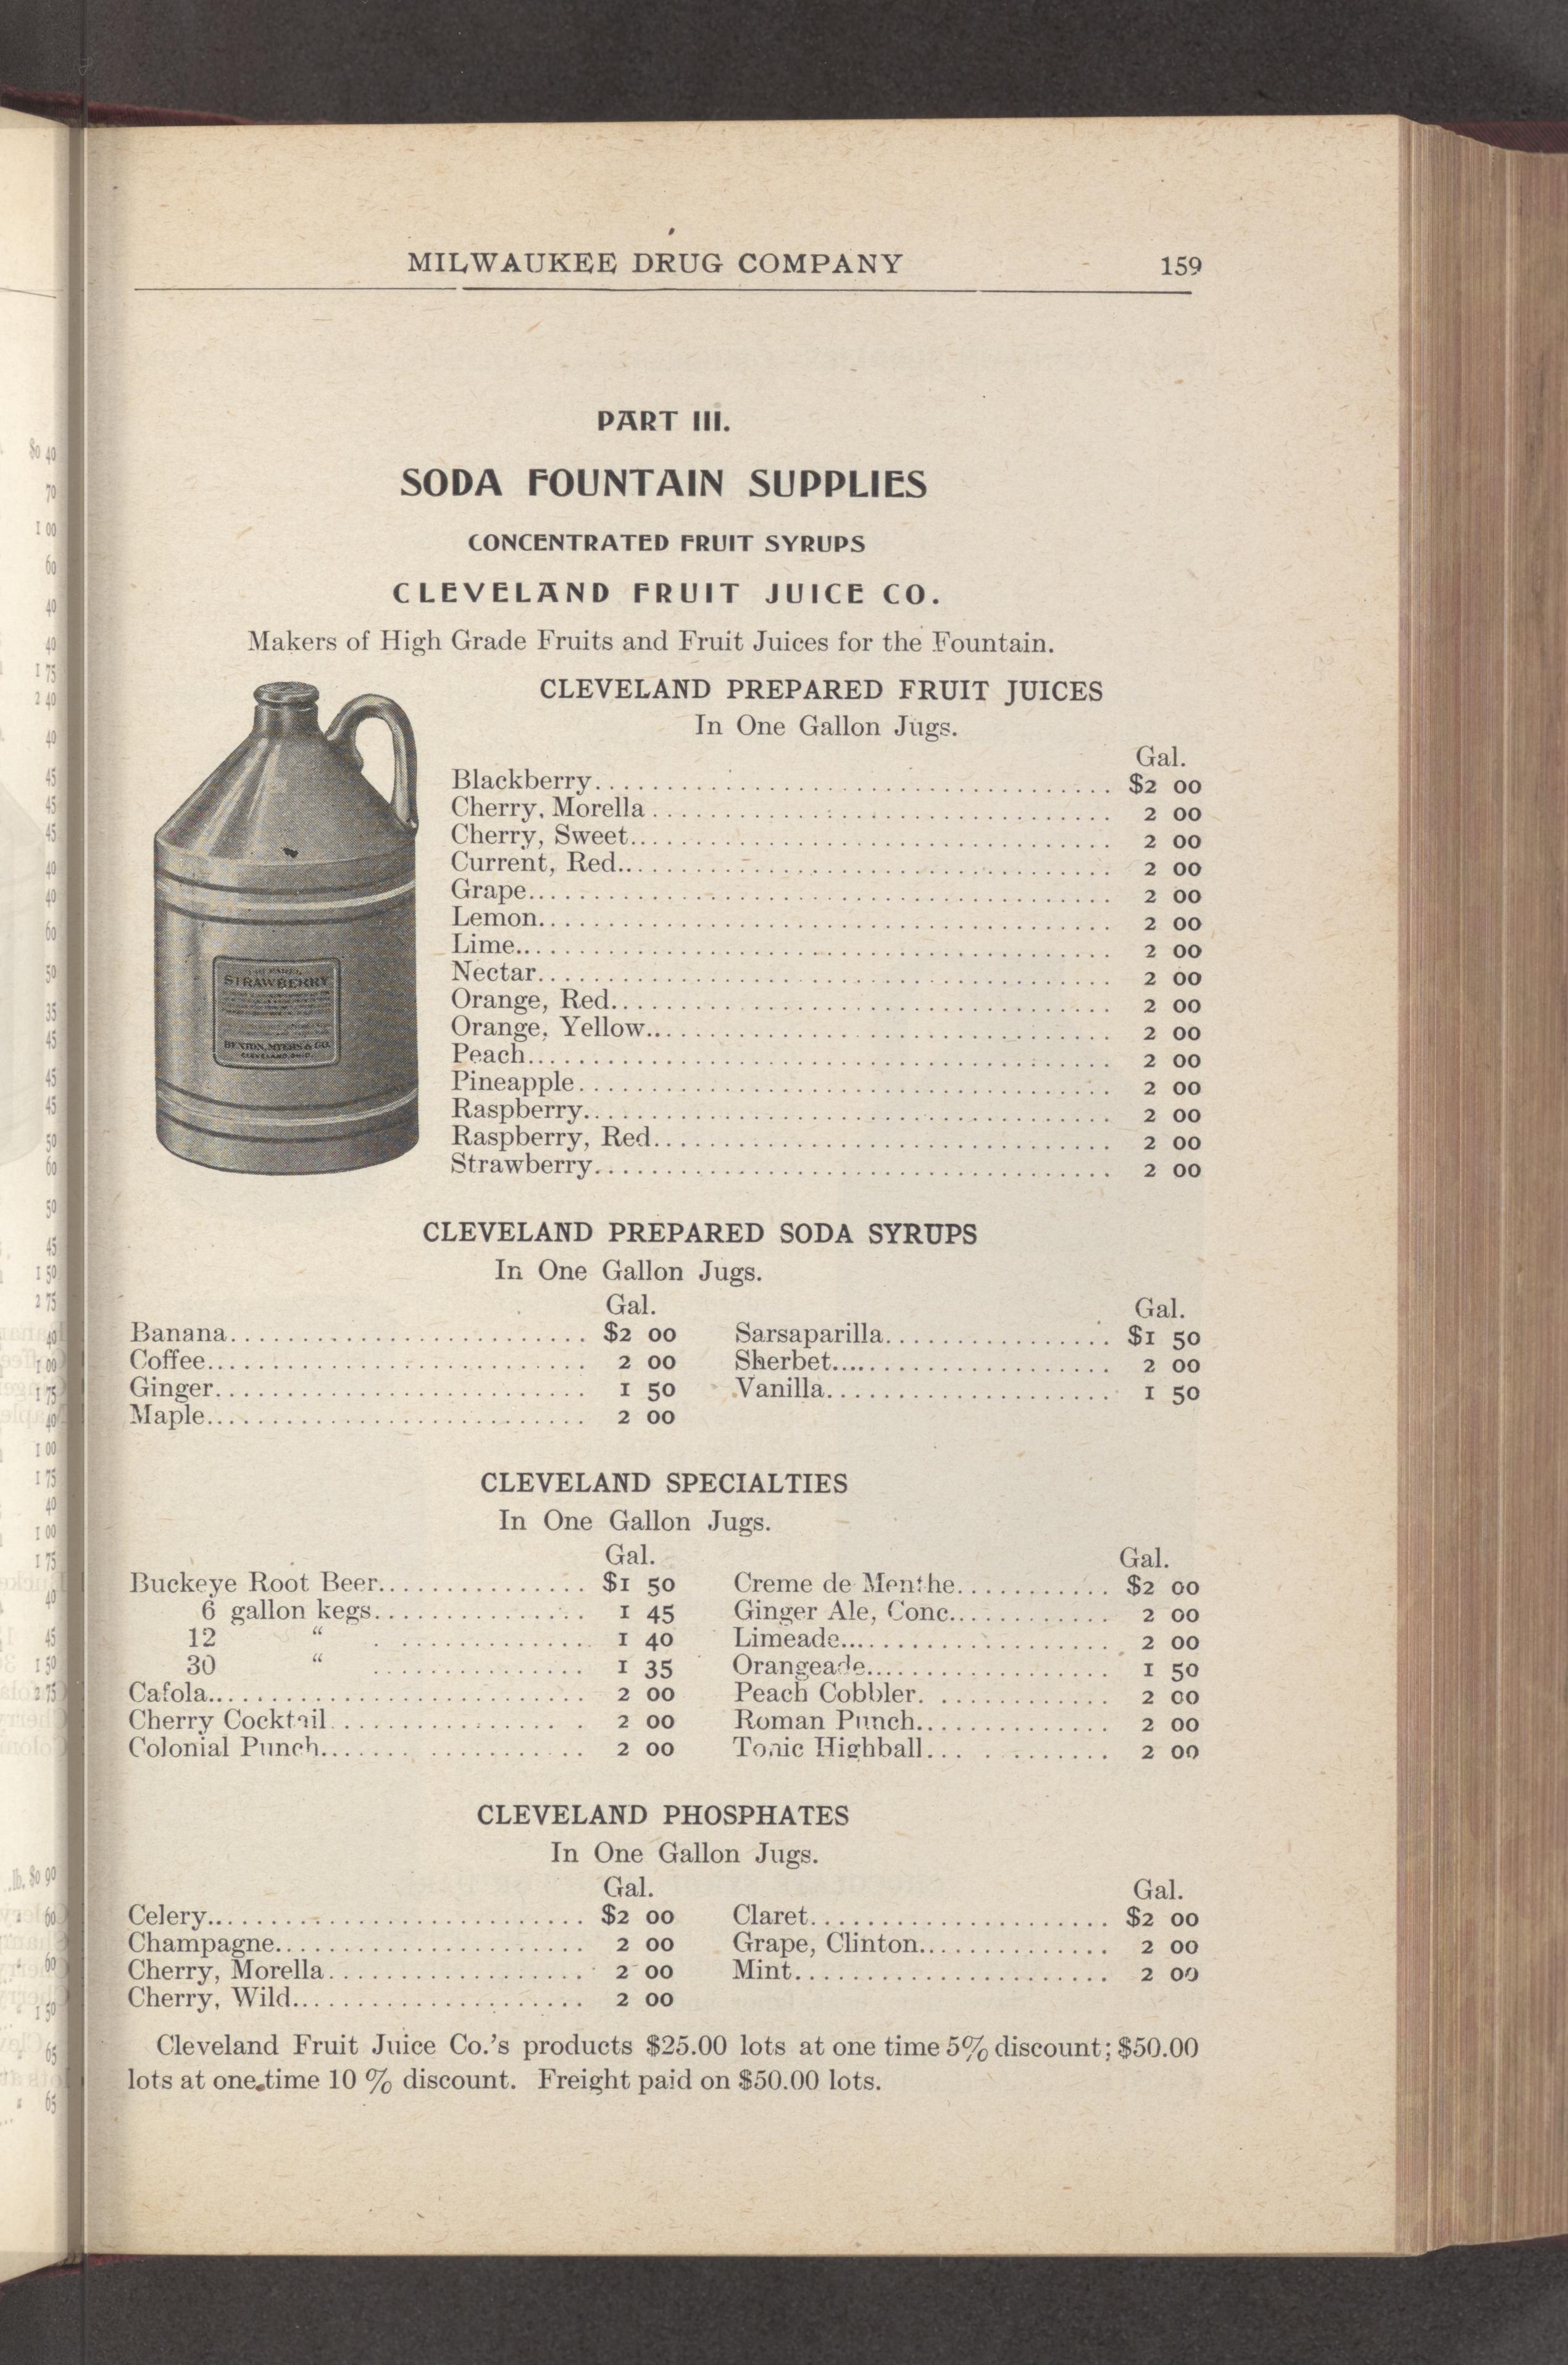 MILWAUKEE DRUG COMPANY 159
PART III.
SODA FOUNTAIN SUPPLIES
CONCENTRATED FRUIT SYRUPS
CLEVELAND FRUIT JUICE CO.
Makers of High Grade Fruits and Fruit Juices for the Fountain.
CLEVELAND PREPARED FRUIT JUICES
In One Gallon Jugs.
Gal.
Blackberry $2 00
Cherry, Morella 2 00
Cherry, Sweet 2 00
Current, Red 2 00
Grape 2 00
Lemon 2 00
Lime 2 00
Nectar 2 00
Orange, Red 2 00
Orange, Yellow 2 00
Peach 2 00
Pineapple 2 00
Raspberry 2 00
Raspberry, Red 2 00
Strawberry 2 00
STRAWBERRY
BENTON, MYERS & CO.
CLEVELAND, OHIO.
CLEVELAND PREPARED SODA SYRUPS
In One Gallon Jugs.
Gal.
Banana $2 00
Coffee 2 00
Ginger 1 50
Maple 2 00
Gal.
Sarsaparilla $1 50
Sherbet 2 00
Vanilla 1 50
CLEVELAND SPECIALTIES
In One Gallon Jugs.
Gal.
Buckeye Root Beer $1 50
6 gallon kegs 1 45
12 “ 1 40
30 “ 1 35
Cafola 2 00
Cherry Cocktail 2 00
Colonial Punch 2 00
Gal.
Creme de Menthe $2 00
Ginger Ale, Conc. 2 00
Limeade 2 00
Orangeade 1 50
Peach Cobbler 2 00
Roman Punch 2 00
Tonic Highball 2 00
CLEVELAND PHOSPHATES
In One Gallon Jugs.
Gal.
Celery $2 00
Champagne 2 00
Cherry, Morella 2 00
Cherry, Wild 2 00
Gal.
Claret $2 00
Grape, Clinton 2 00
Mint 2 00
Cleveland Fruit Juice Co.'s products $25.00 lots at one time 5% discount; $50.00
lots at one time 10 % discount. Freight paid on $50.00 lots.